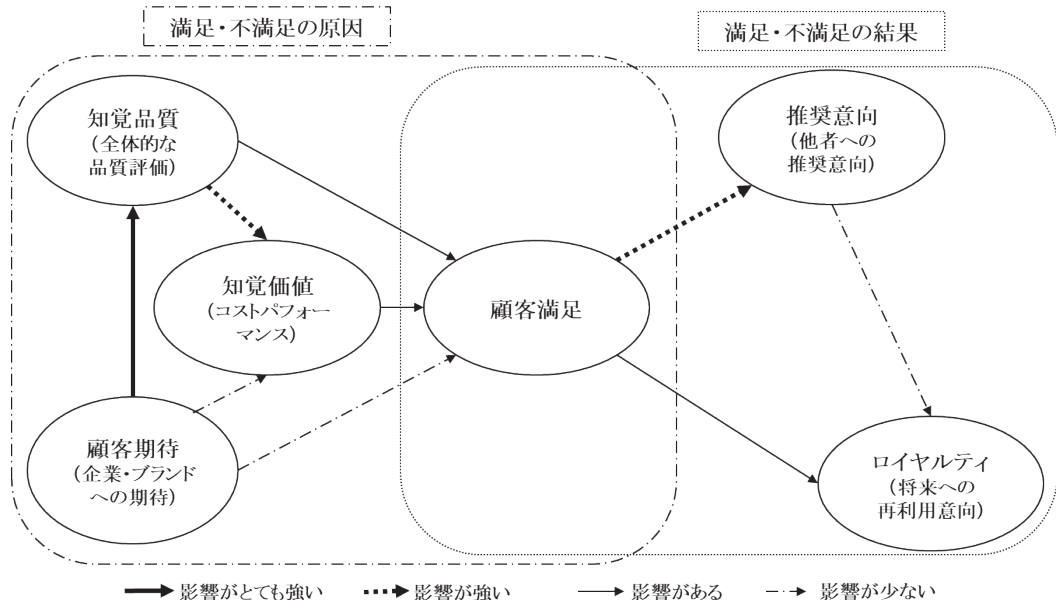 満足・不満足の原因
満足・不満足の結果
知覚品質
(全体的な
品質評価)
推奨意向
(他者への
推奨意向)
知覚価値
(コストパフォー
マンス)
顧客満足
顧客期待
(企業・ブランド
への期待)
ロイヤルティ
(将来への
再利用意向)
影響がとても強い
影響が強い
影響がある
影響が少ない